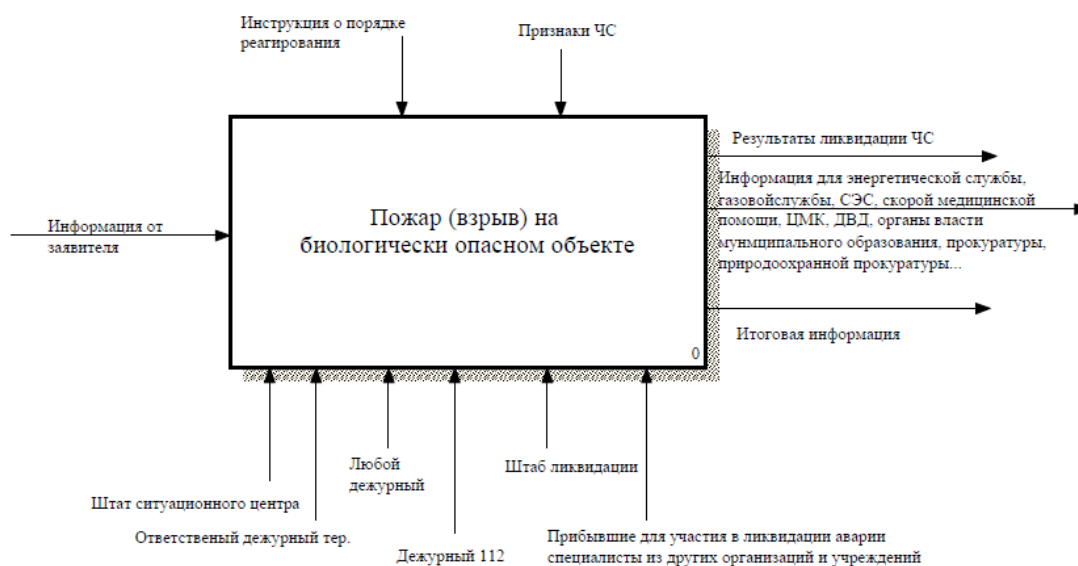 Инструкция о порядке
реагирования
Признаки ЧС
Результаты ликвидации ЧС
Информация для энергетической службы,
газовойслужбы, СЭС, скорой медицинской
помощи, ЦМК, ДВД, органы власти
мунмципального образования, прокуратуры,
природоохранной прокуратуры...
Информация от
заявителя
Пожар (взрыв) на
биологически опасном объекте
Итоговая информация
0
Любой
дежурный
Штаб ликвидации
Штат ситуационного центра
Ответственый дежурный тер.
Дежурный 112
Прибывшие для участия в ликвидации аварии
специалисты из других организаций и учреждений